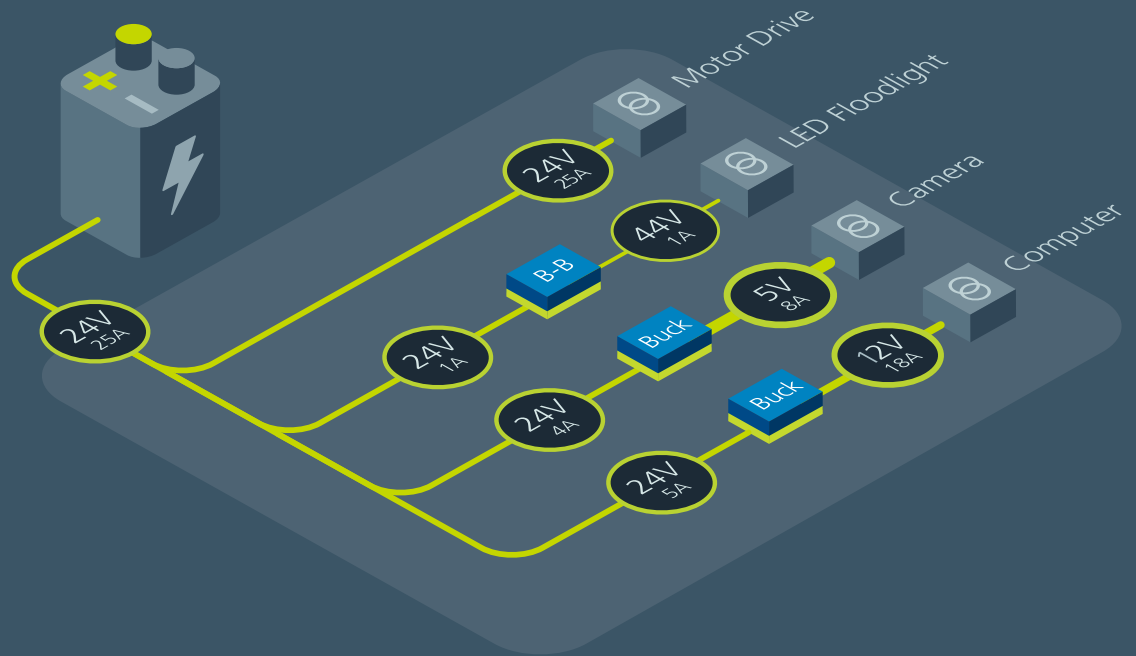 Motor Drive
LED Floodlight
Camera
Computer
24V
25A
24V
25A
24V
1A
B-B
44V
1A
24V
4A
Buck
5V
8A
24V
5A
Buck
12V
18A